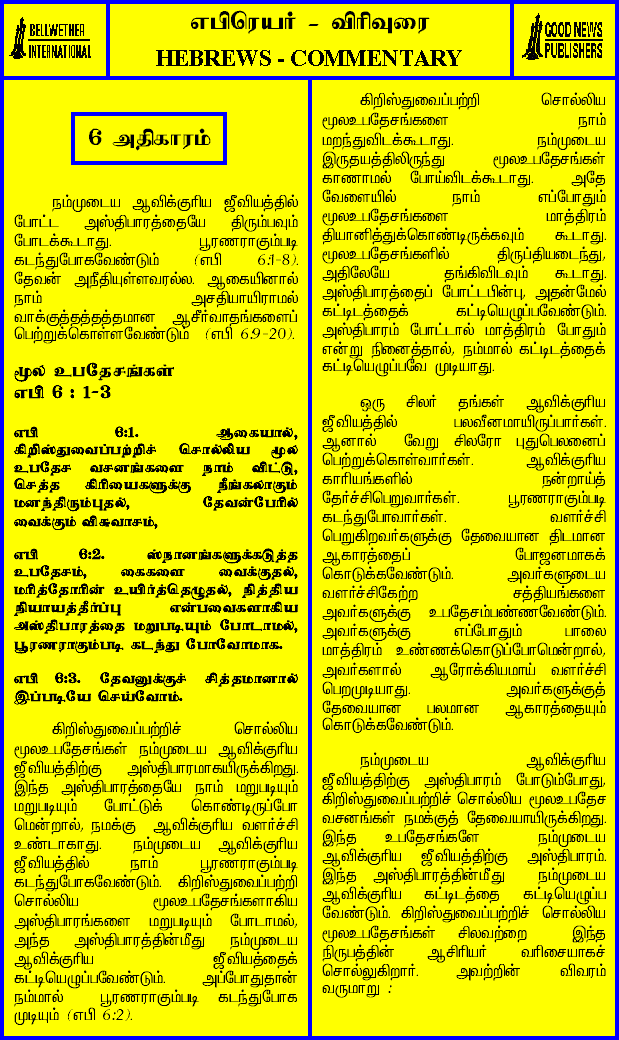 BELLWETHER
INTERNATIONAL
எபிரெயர் - விரிவுரை
HEBREWS - COMMENTARY
GOOD NEWS
PUBLISHERS
6 அதிகாரம்
நம்முடைய ஆவிக்குரிய ஜீவியத்தில்
போட்ட அஸ்திபாரத்தையே திரும்பவும்
போடக்கூடாது. பூரணராகும்படி
கடந்துபோகவேண்டும் (எபி 6:1-8).
தேவன் அநீதியுள்ளவரல்ல. ஆகையினால்
நாம் அசதியாயிராமல்
வாக்குத்தத்தத்தமான ஆசீர்வாதங்களைப்
பெற்றுக்கொள்ளவேண்டும் (எபி 6:9-20).
மூல உபதேசங்கள்
எபி 6 : 1-3
எபி 6:1. ஆகையால்,
கிறிஸ்துவைப்பற்றிச் சொல்லிய மூல
உபதேச வசனங்களை நாம் விட்டு,
செத்த கிரியைகளுக்கு நீங்கலாகும்
மனந்திரும்புதல், தேவன்பேரில்
வைக்கும் விசுவாசம்,
எபி 6:2. ஸ்நானங்களுக்கடுத்த
உபதேசம், கைகளை வைக்குதல்,
மரித்தோரின் உயிர்த்தெழுதல், நித்திய
நியாயத்தீர்ப்பு என்பவைகளாகிய
அஸ்திபாரத்தை மறுபடியும் போடாமல்,
பூரணராகும்படி கடந்து போவோமாக.
எபி 6:3. தேவனுக்குச் சித்தமானால்
இப்படியே செய்வோம்.
கிறிஸ்துவைப்பற்றிச் சொல்லிய
மூலஉபதேசங்கள் நம்முடைய ஆவிக்குரிய
ஜீவியத்திற்கு அஸ்திபாரமாகயிருக்கிறது.
இந்த அஸ்திபாரத்தையே நாம் மறுபடியும்
மறுபடியும் போட்டுக் கொண்டிருப்போ
மென்றால், நமக்கு ஆவிக்குரிய வளர்ச்சி
உண்டாகாது. நம்முடைய ஆவிக்குரிய
ஜீவியத்தில் நாம் பூரணராகும்படி
கடந்துபோகவேண்டும். கிறிஸ்துவைப்பற்றி
சொல்லிய மூலஉபதேசங்களாகிய
அஸ்திபாரங்களை மறுபடியும் போடாமல்,
அந்த அஸ்திபாரத்தின்மீது நம்முடைய
ஆவிக்குரிய ஜீவியத்தைக்
கட்டியெழுப்பவேண்டும். அப்போதுதான்
நம்மால் பூரணராகும்படி கடந்துபோக
முடியும் (எபி 6:2).
கிறிஸ்துவைப்பற்றி சொல்லிய
மூலஉபதேசங்களை நாம்
மறந்துவிடக்கூடாது. நம்முடைய
இருதயத்திலிருந்து மூலஉபதேசங்கள்
காணாமல் போய்விடக்கூடாது. அதே
வேளையில் நாம் எப்போதும்
மூலஉபதேசங்களை மாத்திரம்
தியானித்துக்கொண்டிருக்கவும் கூடாது.
மூலஉபதேசங்களில் திருப்தியடைந்து,
அதிலேயே தங்கிவிடவும் கூடாது.
அஸ்திபாரத்தைப் போட்டபின்பு, அதன்மேல்
கட்டிடத்தைக் கட்டியெழுப்பவேண்டும்.
அஸ்திபாரம் போட்டால் மாத்திரம் போதும்
என்று நினைத்தால், நம்மால் கட்டிடத்தைக்
கட்டியெழுப்பவே முடியாது.
ஒரு சிலர் தங்கள் ஆவிக்குரிய
ஜீவியத்தில் பலவீனமாயிருப்பார்கள்.
ஆனால் வேறு சிலரோ புதுபெலனைப்
பெற்றுக்கொள்வார்கள். ஆவிக்குரிய
காரியங்களில் நன்றாய்த்
தேர்ச்சிபெறுவார்கள். பூரணராகும்படி
கடந்துபோவார்கள். வளர்ச்சி
பெறுகிறவர்களுக்கு தேவையான திடமான
ஆகாரத்தைப் போஜனமாகக்
கொடுக்கவேண்டும். அவர்களுடைய
வளர்ச்சிகேற்ற சத்தியங்களை
அவர்களுக்கு உபதேசம்பண்ணவேண்டும்.
அவர்களுக்கு எப்போதும் பாலை
மாத்திரம் உண்ணக்கொடுப்போமென்றால்,
அவர்களால் ஆரோக்கியமாய் வளர்ச்சி
பெறமுடியாது. அவர்களுக்குத்
தேவையான பலமான ஆகாரத்தையும்
கொடுக்கவேண்டும்.
நம்முடைய ஆவிக்குரிய
ஜீவியத்திற்கு அஸ்திபாரம் போடும்போது,
கிறிஸ்துவைப்பற்றிச் சொல்லிய மூலஉபதேச
வசனங்கள் நமக்குத் தேவையாயிருக்கிறது.
இந்த உபதேசங்களே நம்முடைய
ஆவிக்குரிய ஜீவியத்திற்கு அஸ்திபாரம்.
இந்த அஸ்திபாரத்தின்மீது நம்முடைய
ஆவிக்குரிய கட்டிடத்தை கட்டியெழுப்ப
வேண்டும். கிறிஸ்துவைப்பற்றிச் சொல்லிய
மூலஉபதேசங்கள் சிலவற்றை இந்த
நிருபத்தின் ஆசிரியர் வரிசையாகச்
சொல்லுகிறார். அவற்றின் விவரம்
வருமாறு :